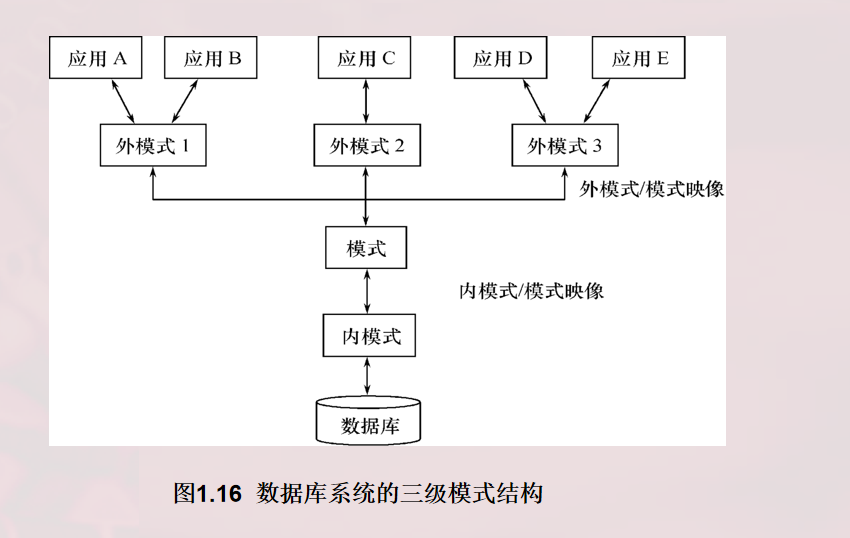 应用 A 应用 B 应用 C 应用 D 应用 E
外模式 1 外模式 2 外模式 3
外模式/模式映像
模式
内模式/模式映像
内模式
数据库
图1.16 数据库系统的三级模式结构